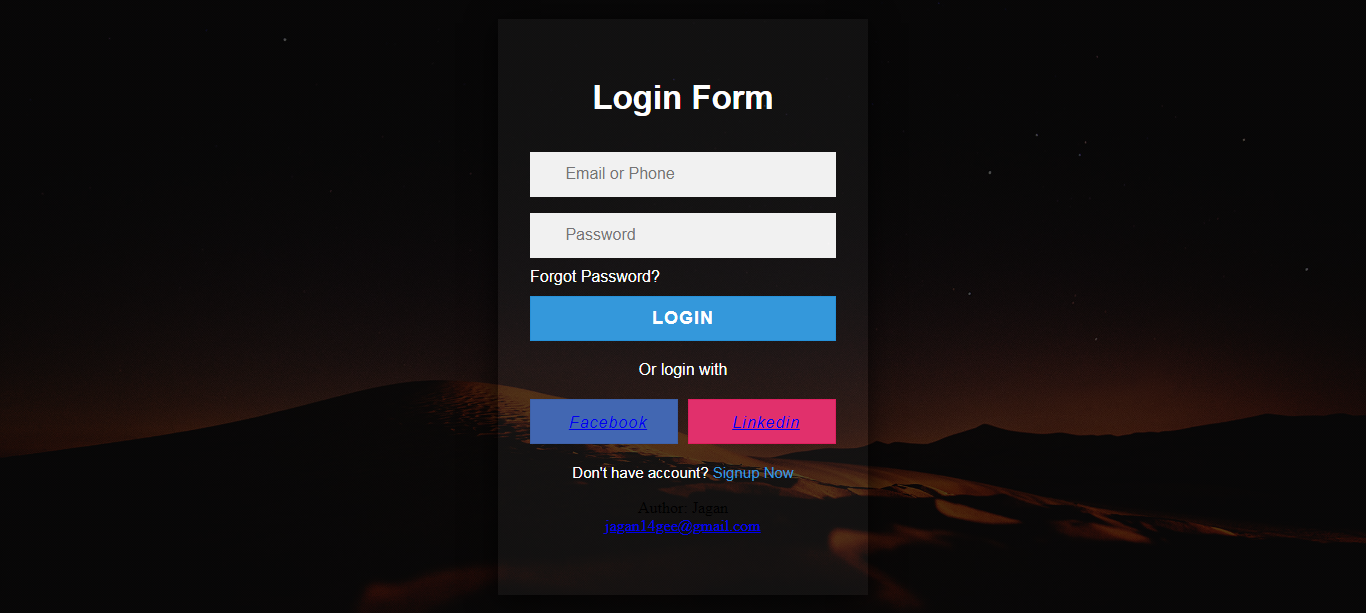 Login Form
Email or Phone
Password
Forgot Password?
LOGIN
Or login with
Facebook Linkedin
Don't have account? Signup Now
Author: Jagan
jagan14gee@gmail.com